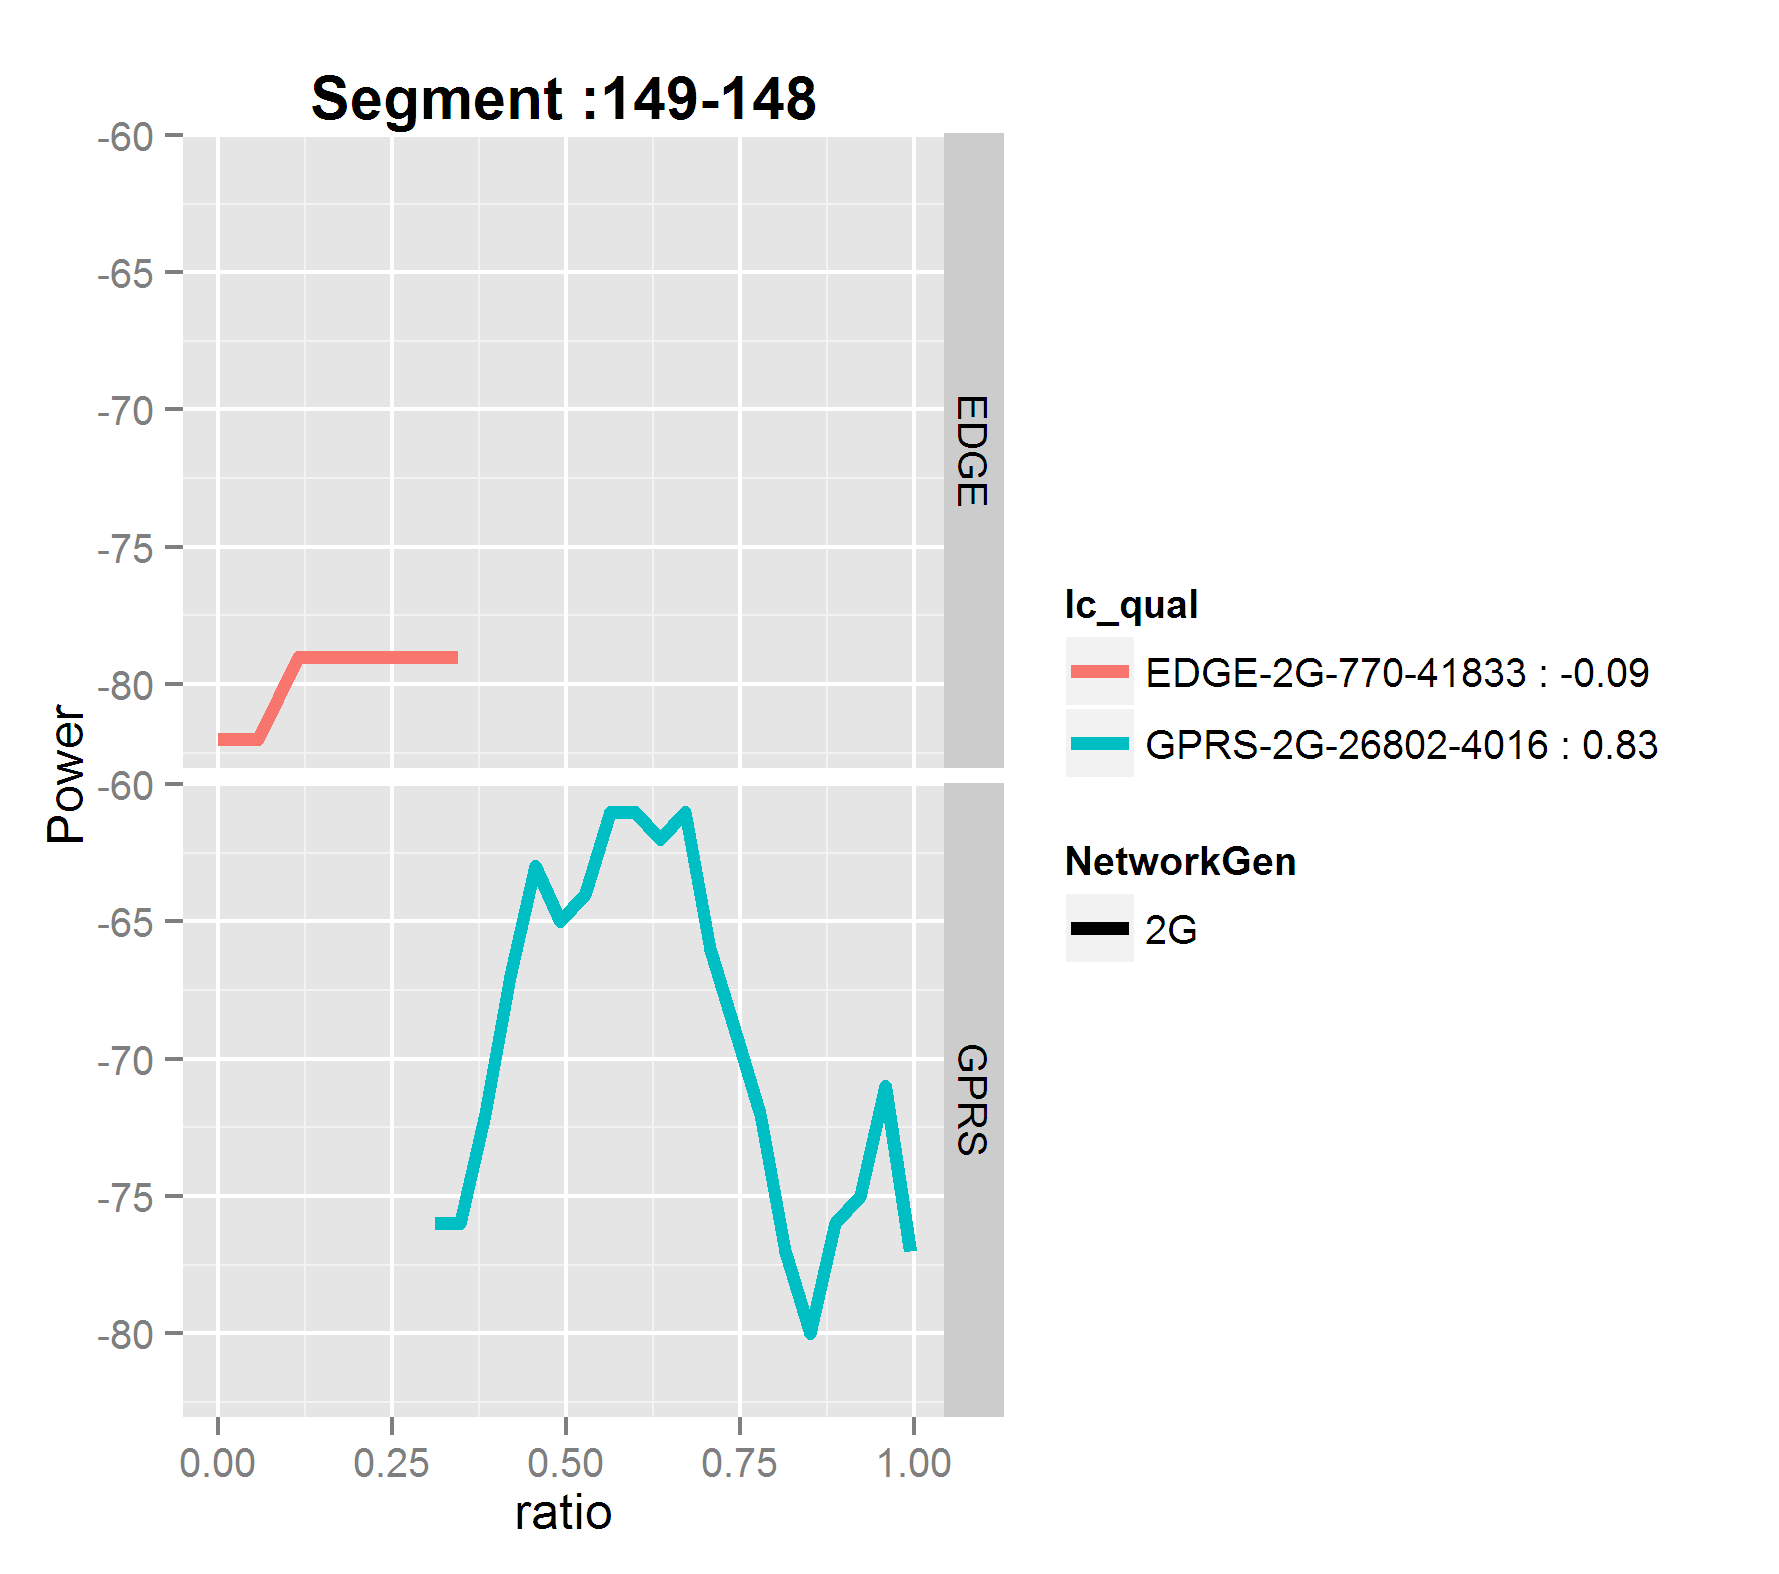 Segment :149-148
Power
-60
-65
-70
-75
-80
EDGE
-60
-65
-70
-75
-80
GPRS
0.00 0.25 0.50 0.75 1.00
ratio
lc_qual
EDGE-2G-770-41833 : -0.09
GPRS-2G-26802-4016 : 0.83
NetworkGen
2G